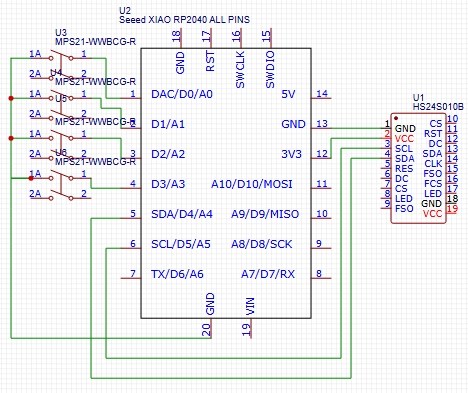 U2
Seeed XIAO RP2040 ALL PINS
U3
MPS21-WWBCG-R
1A 1
2A 2
U4
MPS21-WWBCG-R
1A 1
2A 2
U5
MPS21-WWBCG-R
1A 1
2A 2
U6
MPS21-WWBCG-R
1A 1
2A 2
18 17 16 15
GND RST SWCLK SWDIO
1 DAC/D0/A0 5V 14
2 D1/A1 GND 13
3 D2/A2 3V3 12
4 D3/A3 A10/D10/MOSI 11
5 SDA/D4/A4 A9/D9/MISO 10
6 SCL/D5/A5 A8/D8/SCK 9
7 TX/D6/A6 A7/D7/RX 8
GND VIN
20 19
U1
HS24S010B
1 GND
2 VCC
3 SCL
4 SDA
5 RES
6 DC
7 CS
8 LED
9 FSO
CS 10
RST 11
DC 12
SDA 13
CLK 14
FSO 15
FCS 16
LED 17
GND 18
VCC 19